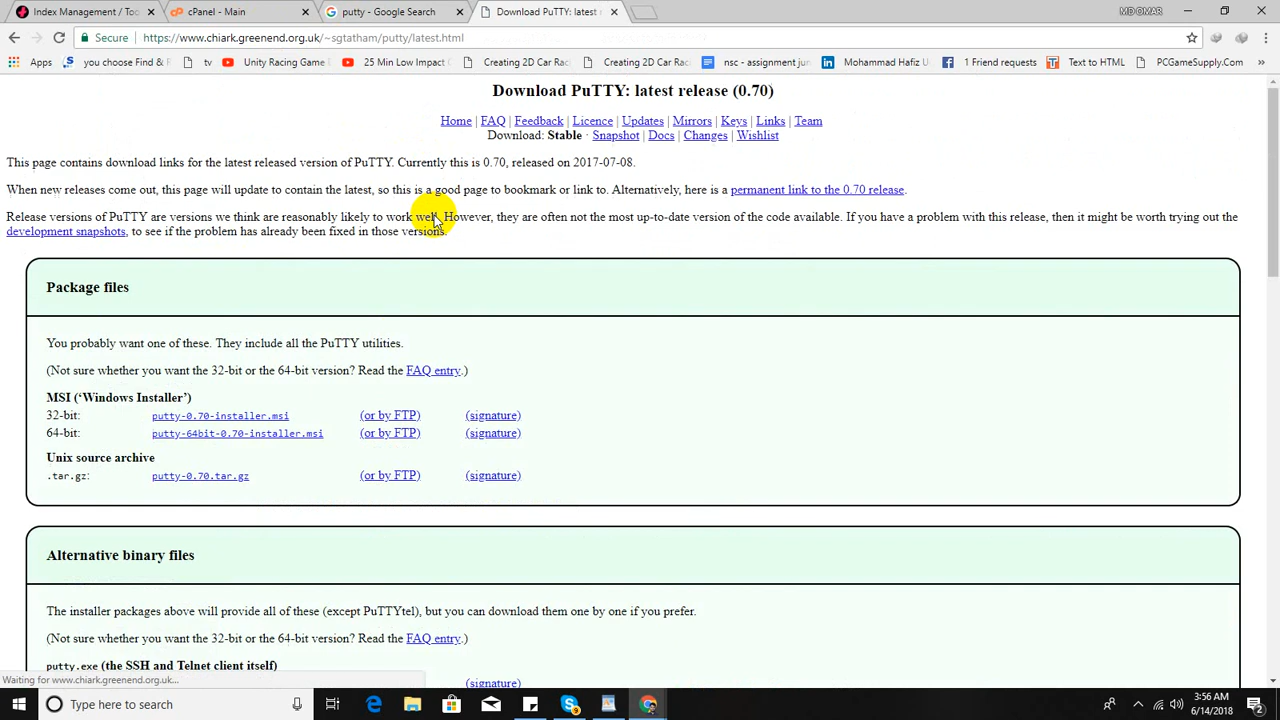 Index Management / Too
cPanel - Main
putty - Google Search
Download PuTTY: latest r
MD OMAR
Secure
https://www.chiark.greenend.org.uk/~sgtatham/putty/latest.html
Apps
you choose Find & R
tv
Unity Racing Game D
25 Min Low Impact C
Creating 2D Car Rac
Creating 2D Car Rac
nsc - assignment jun
Mohammad Hafiz U
1 Friend requests
Text to HTML
PCGameSupply.Com
»
Download PuTTY: latest release (0.70)
Home | FAQ | Feedback | Licence | Updates | Mirrors | Keys | Links | Team
Download: Stable · Snapshot | Docs | Changes | Wishlist
This page contains download links for the latest released version of PuTTY. Currently this is 0.70, released on 2017-07-08.
When new releases come out, this page will update to contain the latest, so this is a good page to bookmark or link to. Alternatively, here is a permanent link to the 0.70 release.
Release versions of PuTTY are versions we think are reasonably likely to work well. However, they are often not the most up-to-date version of the code available. If you have a problem with this release, then it might be worth trying out the
development snapshots, to see if the problem has already been fixed in those versions.
Package files
You probably want one of these. They include all the PuTTY utilities.
(Not sure whether you want the 32-bit or the 64-bit version? Read the FAQ entry.)
MSI (‘Windows Installer’)
32-bit: putty-0.70-installer.msi (or by FTP) (signature)
64-bit: putty-64bit-0.70-installer.msi (or by FTP) (signature)
Unix source archive
.tar.gz: putty-0.70.tar.gz (or by FTP) (signature)
Alternative binary files
The installer packages above will provide all of these (except PuTTYtel), but you can download them one by one if you prefer.
(Not sure whether you want the 32-bit or the 64-bit version? Read the FAQ entry.)
putty.exe (the SSH and Telnet client itself)
(signature)
Waiting for www.chiark.greenend.org.uk...
Type here to search
3:56 AM
6/14/2018